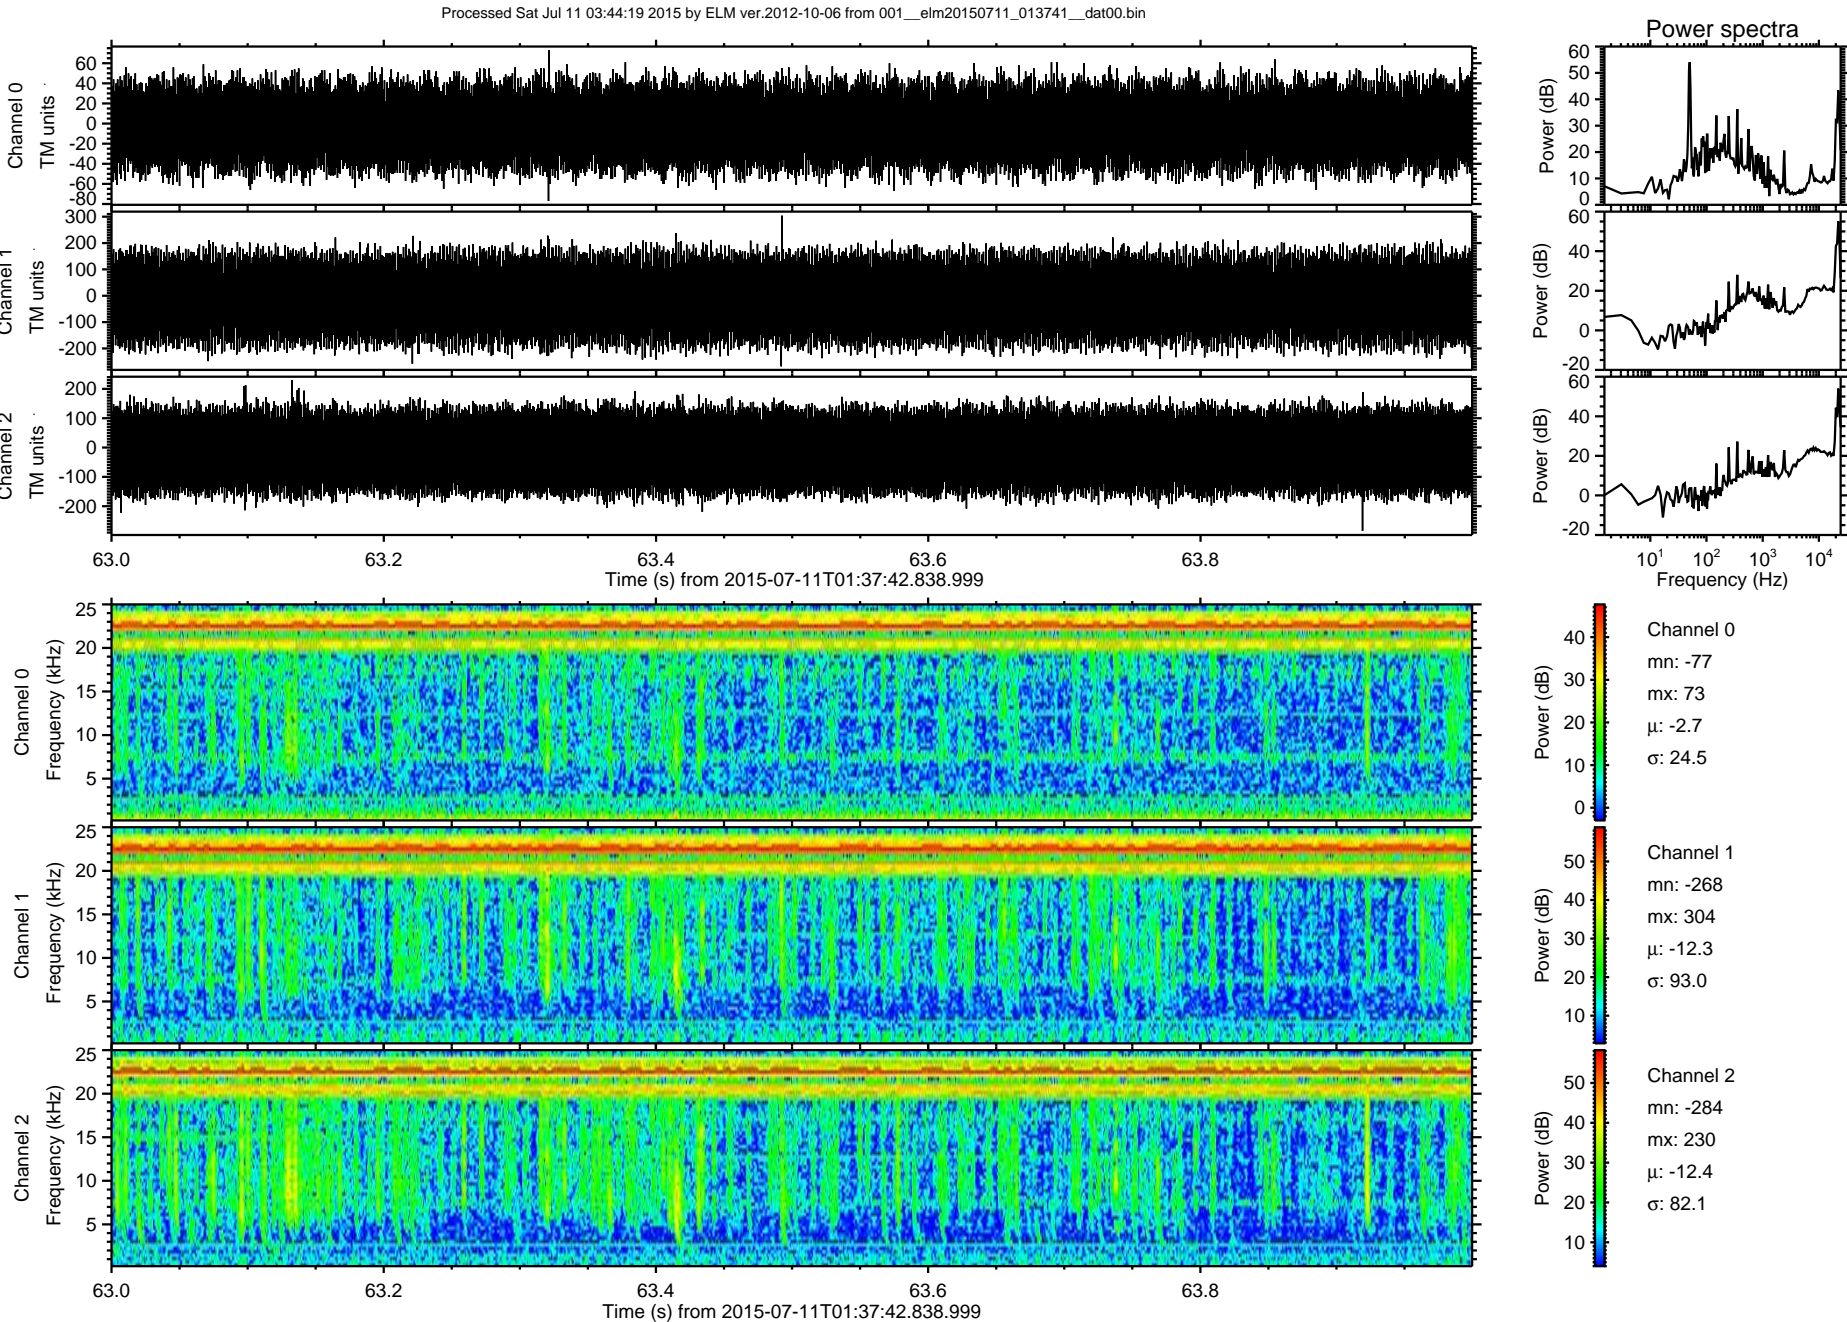 Processed Sat Jul 11 03:44:19 2015 by ELM ver.2012-10-06 from 001__elm20150711_013741__dat00.bin
Power spectra
Channel 0
TM units
60
40
20
0
-20
-40
-60
-80
Power (dB)
60
50
40
30
20
10
0
Channel 1
TM units
300
200
100
0
-100
-200
Power (dB)
60
40
20
0
-20
Channel 2
TM units
200
100
0
-100
-200
Power (dB)
60
40
20
0
-20
63.0 63.2 63.4 63.6 63.8
Time (s) from 2015-07-11T01:37:42.838.999
10¹ 10² 10³ 10⁴
Frequency (Hz)
Channel 0
Frequency (kHz)
25
20
15
10
5
Power (dB)
40
30
20
10
0
Channel 0
mn: -77
mx: 73
μ: -2.7
σ: 24.5
Channel 1
Frequency (kHz)
25
20
15
10
5
Power (dB)
50
40
30
20
10
Channel 1
mn: -268
mx: 304
μ: -12.3
σ: 93.0
Channel 2
Frequency (kHz)
25
20
15
10
5
Power (dB)
50
40
30
20
10
Channel 2
mn: -284
mx: 230
μ: -12.4
σ: 82.1
63.0 63.2 63.4 63.6 63.8
Time (s) from 2015-07-11T01:37:42.838.999